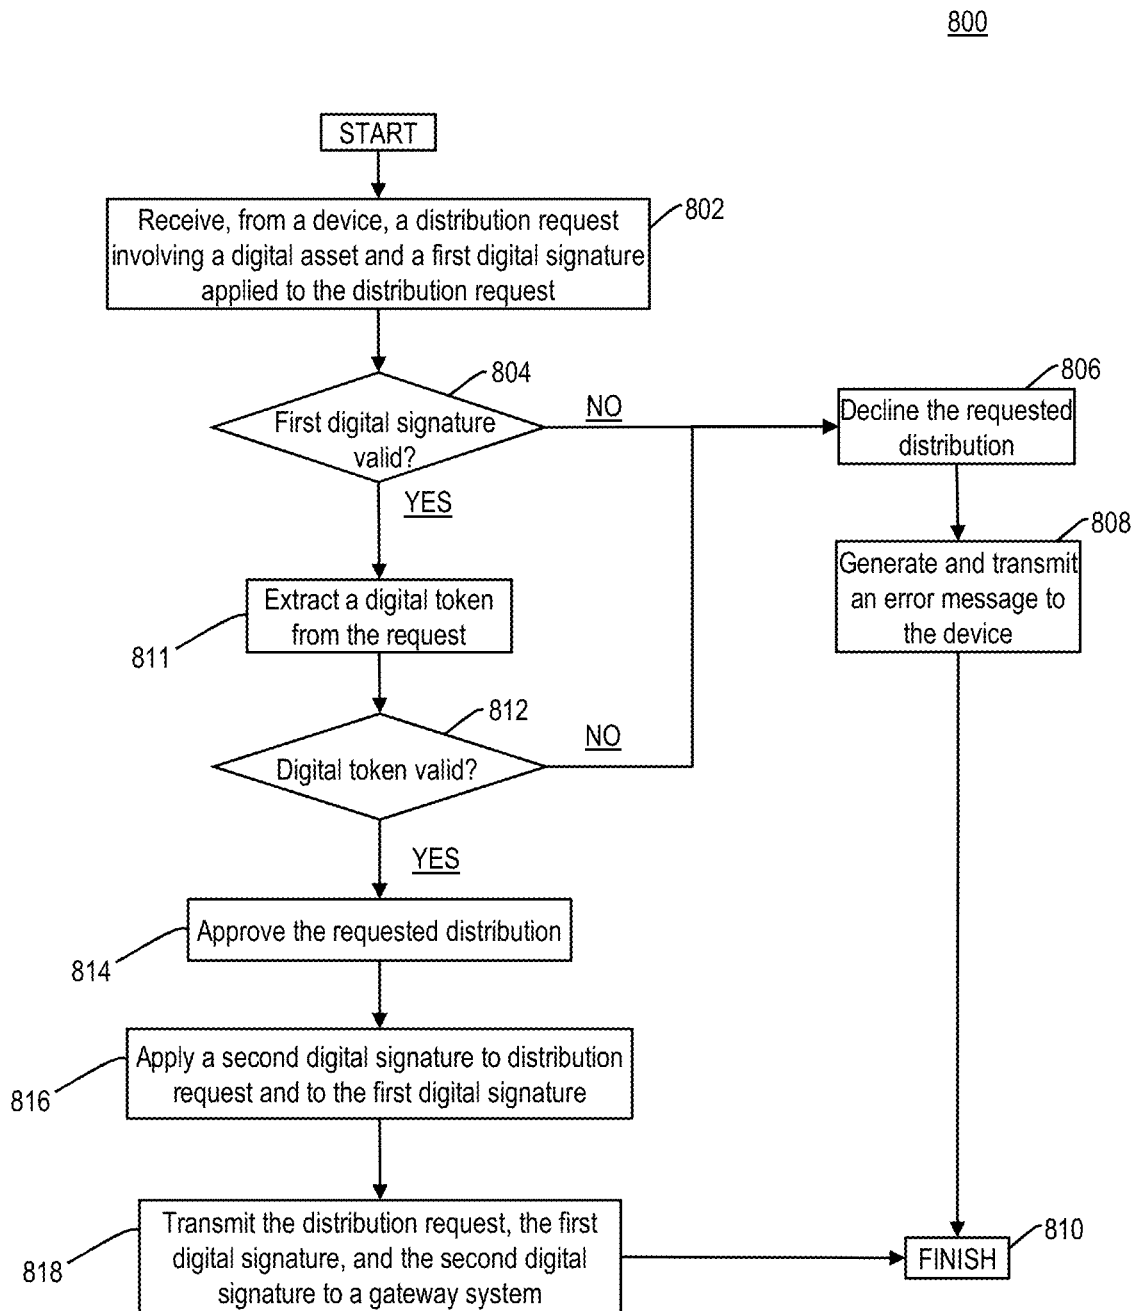 800
START
Receive, from a device, a distribution request
involving a digital asset and a first digital signature
applied to the distribution request
802
First digital signature
valid?
804
NO
YES
Decline the requested
distribution
806
Generate and transmit
an error message to
the device
808
Extract a digital token
from the request
811
Digital token valid?
812
NO
YES
Approve the requested distribution
814
Apply a second digital signature to distribution
request and to the first digital signature
816
Transmit the distribution request, the first
digital signature, and the second digital
signature to a gateway system
818
FINISH
810